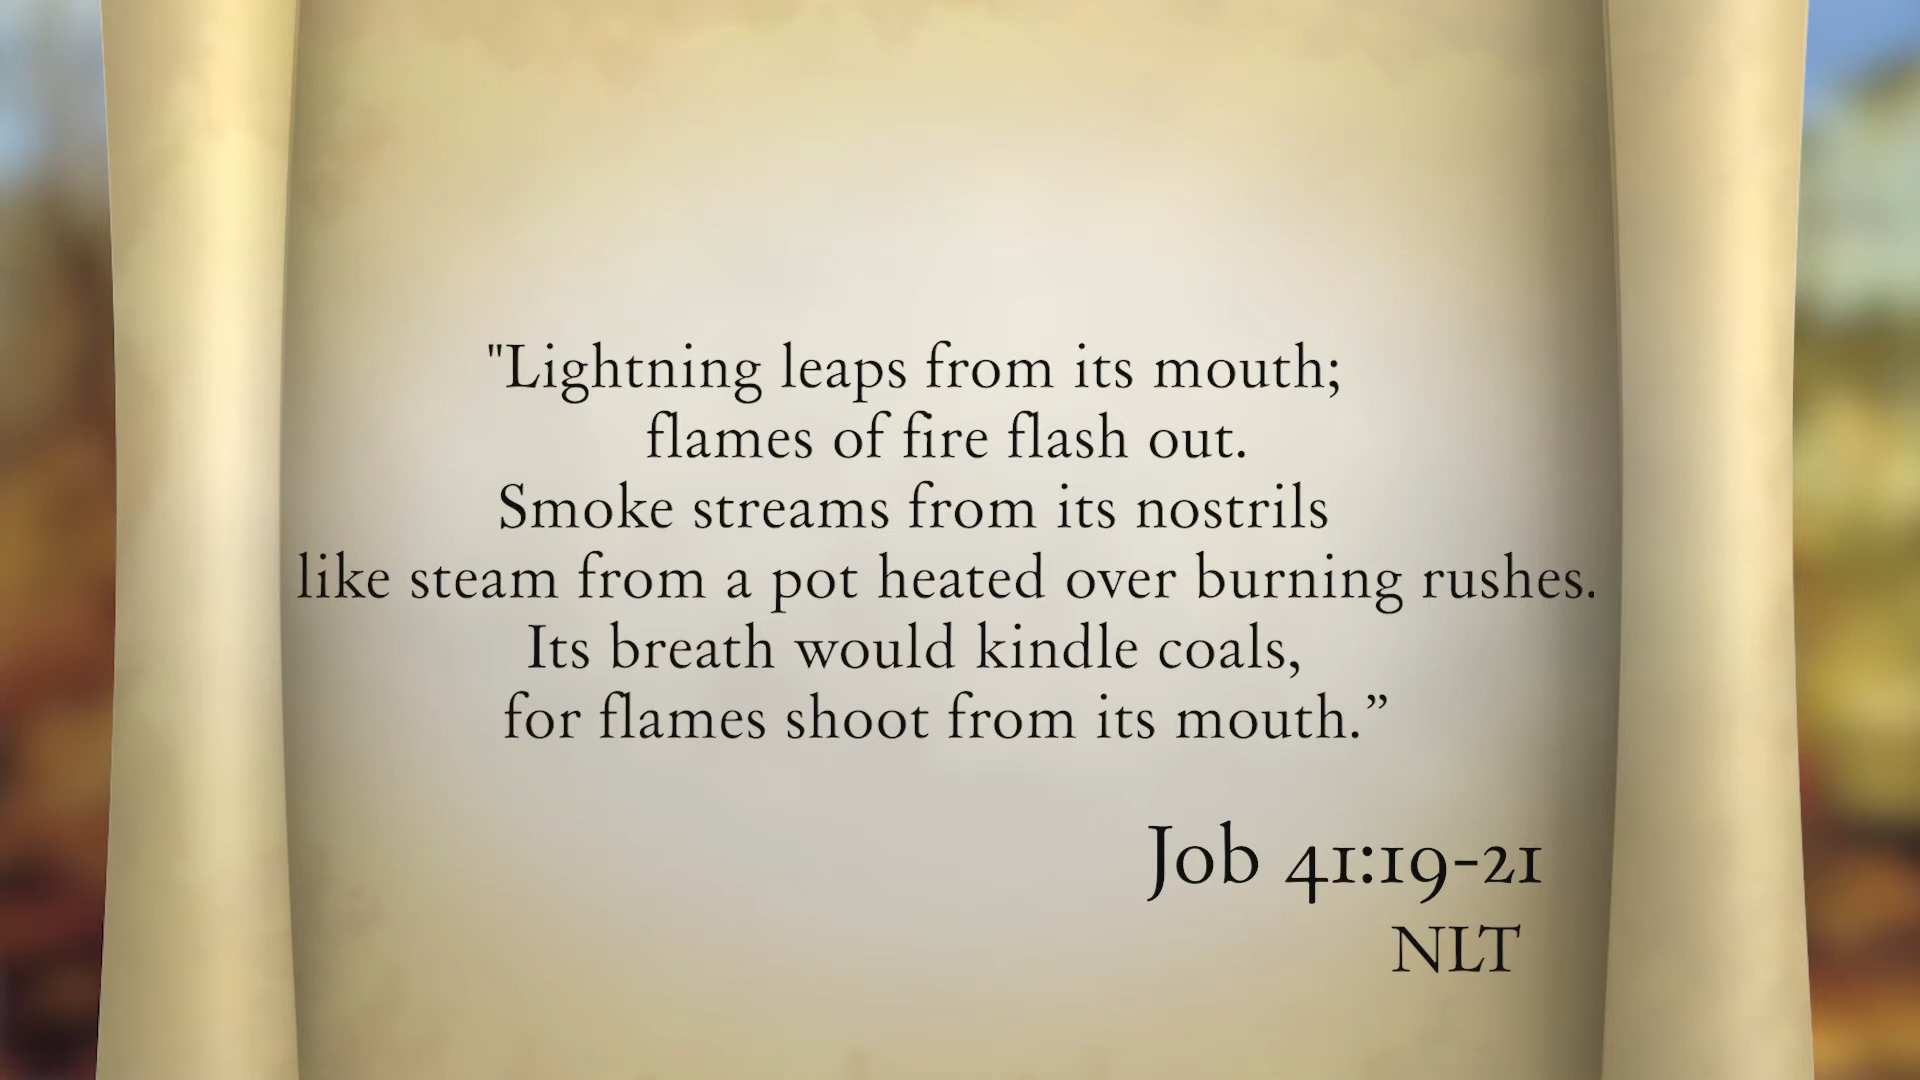 "Lightning leaps from its mouth;
flames of fire flash out.
Smoke streams from its nostrils
like steam from a pot heated over burning rushes.
Its breath would kindle coals,
for flames shoot from its mouth.”
Job 41:19-21
NLT